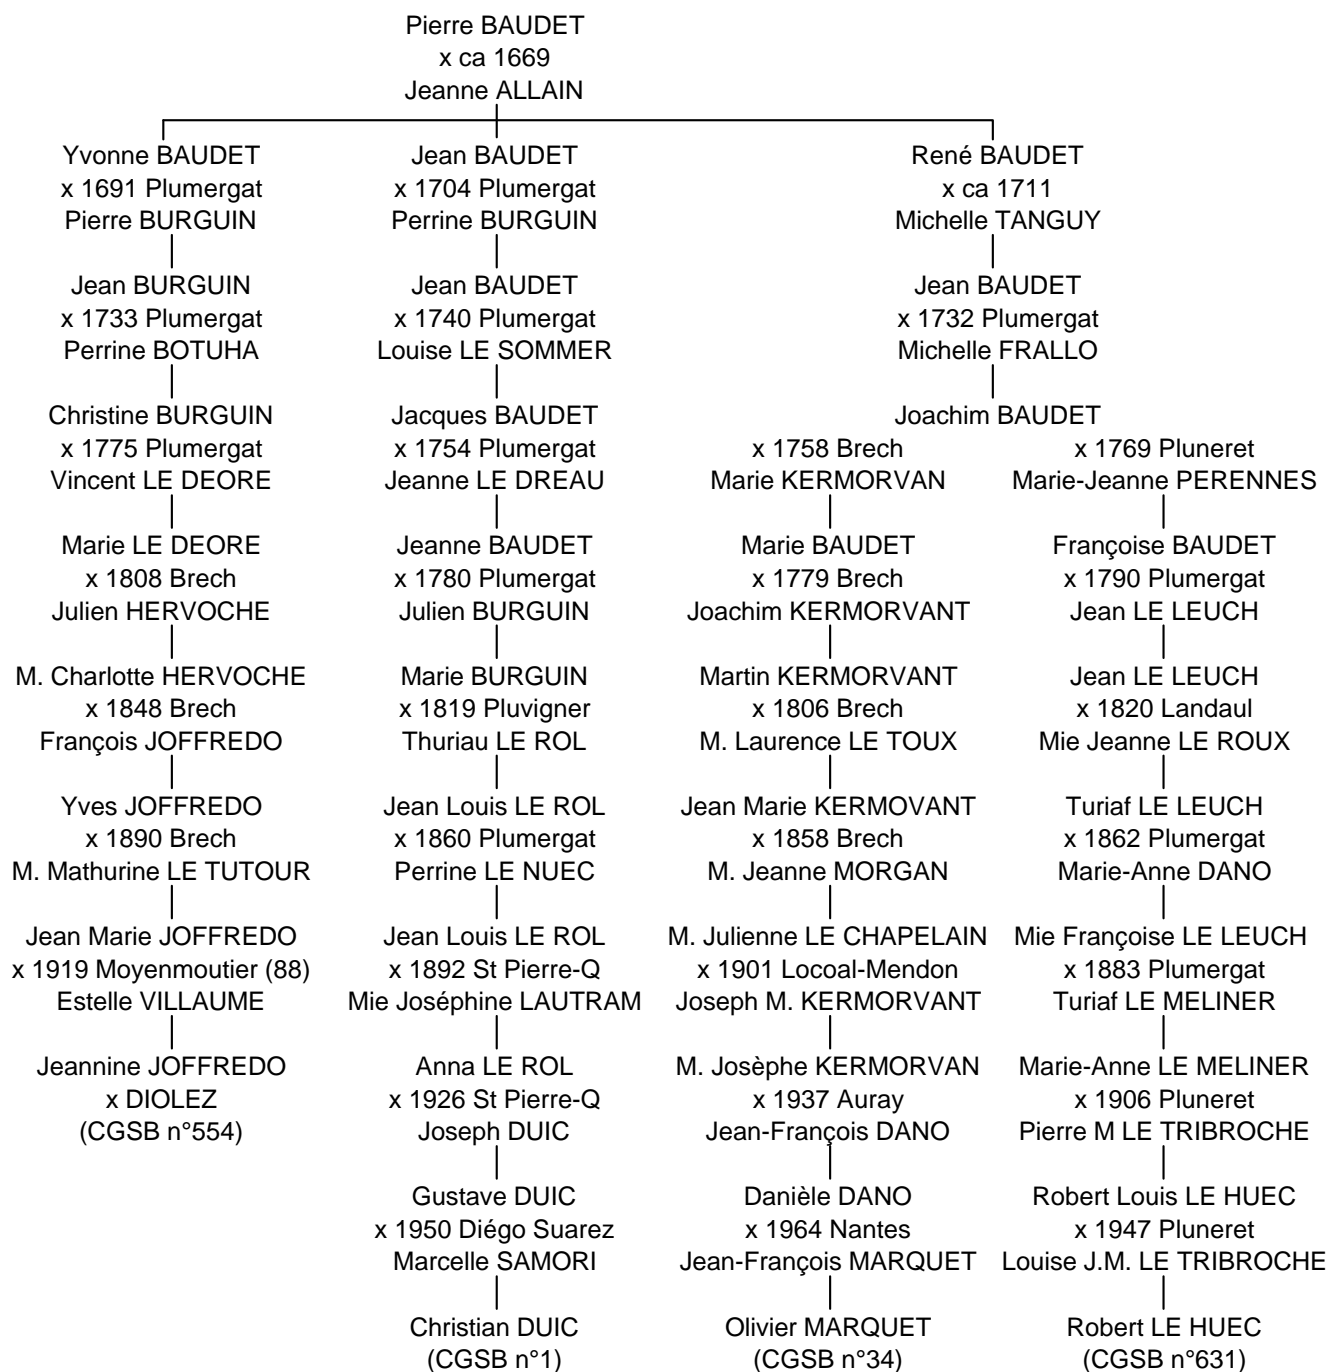 Pierre BAUDET
x ca 1669
Jeanne ALLAIN
Yvonne BAUDET
x 1691 Plumergat
Pierre BURGUIN
Jean BURGUIN
x 1733 Plumergat
Perrine BOTUHA
Christine BURGUIN
x 1775 Plumergat
Vincent LE DEORE
Marie LE DEORE
x 1808 Brech
Julien HERVOCHE
M. Charlotte HERVOCHE
x 1848 Brech
François JOFFREDO
Yves JOFFREDO
x 1890 Brech
M. Mathurine LE TUTOUR
Jean Marie JOFFREDO
x 1919 Moyenmoutier (88)
Estelle VILLAUME
Jeannine JOFFREDO
x DIOLEZ
(CGSB n°554)
Jean BAUDET
x 1704 Plumergat
Perrine BURGUIN
Jean BAUDET
x 1740 Plumergat
Louise LE SOMMER
Jacques BAUDET
x 1754 Plumergat
Jeanne LE DREAU
Jeanne BAUDET
x 1780 Plumergat
Julien BURGUIN
Marie BURGUIN
x 1819 Pluvigner
Thuriau LE ROL
Jean Louis LE ROL
x 1860 Plumergat
Perrine LE NUEC
Jean Louis LE ROL
x 1892 St Pierre-Q
Mie Joséphine LAUTRAM
Anna LE ROL
x 1926 St Pierre-Q
Joseph DUIC
Gustave DUIC
x 1950 Diégo Suarez
Marcelle SAMORI
Christian DUIC
(CGSB n°1)
René BAUDET
x ca 1711
Michelle TANGUY
Jean BAUDET
x 1732 Plumergat
Michelle FRALLO
Joachim BAUDET
x 1758 Brech
Marie KERMORVAN
Marie BAUDET
x 1779 Brech
Joachim KERMORVANT
Martin KERMORVANT
x 1806 Brech
M. Laurence LE TOUX
Jean Marie KERMOVANT
x 1858 Brech
M. Jeanne MORGAN
M. Julienne LE CHAPELAIN
x 1901 Locoal-Mendon
Joseph M. KERMORVANT
M. Josèphe KERMORVAN
x 1937 Auray
Jean-François DANO
Danièle DANO
x 1964 Nantes
Jean-François MARQUET
Olivier MARQUET
(CGSB n°34)
x 1769 Pluneret
Marie-Jeanne PERENNES
Françoise BAUDET
x 1790 Plumergat
Jean LE LEUCH
Jean LE LEUCH
x 1820 Landaul
Mie Jeanne LE ROUX
Turiaf LE LEUCH
x 1862 Plumergat
Marie-Anne DANO
Mie Françoise LE LEUCH
x 1883 Plumergat
Turiaf LE MELINER
Marie-Anne LE MELINER
x 1906 Pluneret
Pierre M LE TRIBROCHE
Robert Louis LE HUEC
x 1947 Pluneret
Louise J.M. LE TRIBROCHE
Robert LE HUEC
(CGSB n°631)